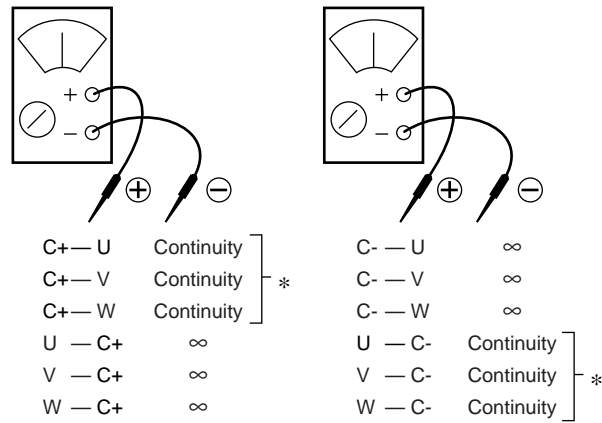 +
−
⊕ ⊖
C+— U Continuity
C+— V Continuity
C+— W Continuity
*
U — C+ ∞
V — C+ ∞
W — C+ ∞
+
−
⊕ ⊖
C- — U ∞
C- — V ∞
C- — W ∞
U — C- Continuity
V — C- Continuity
W — C- Continuity
*